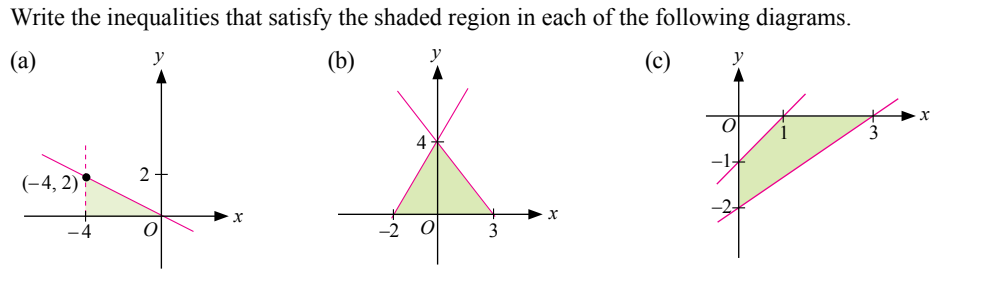 Write the inequalities that satisfy the shaded region in each of the following diagrams.
(a) y (b) y (c) y
(–4, 2) 2 –4 O x
4 –2 O 3 x
O 1 3 x –1 –2